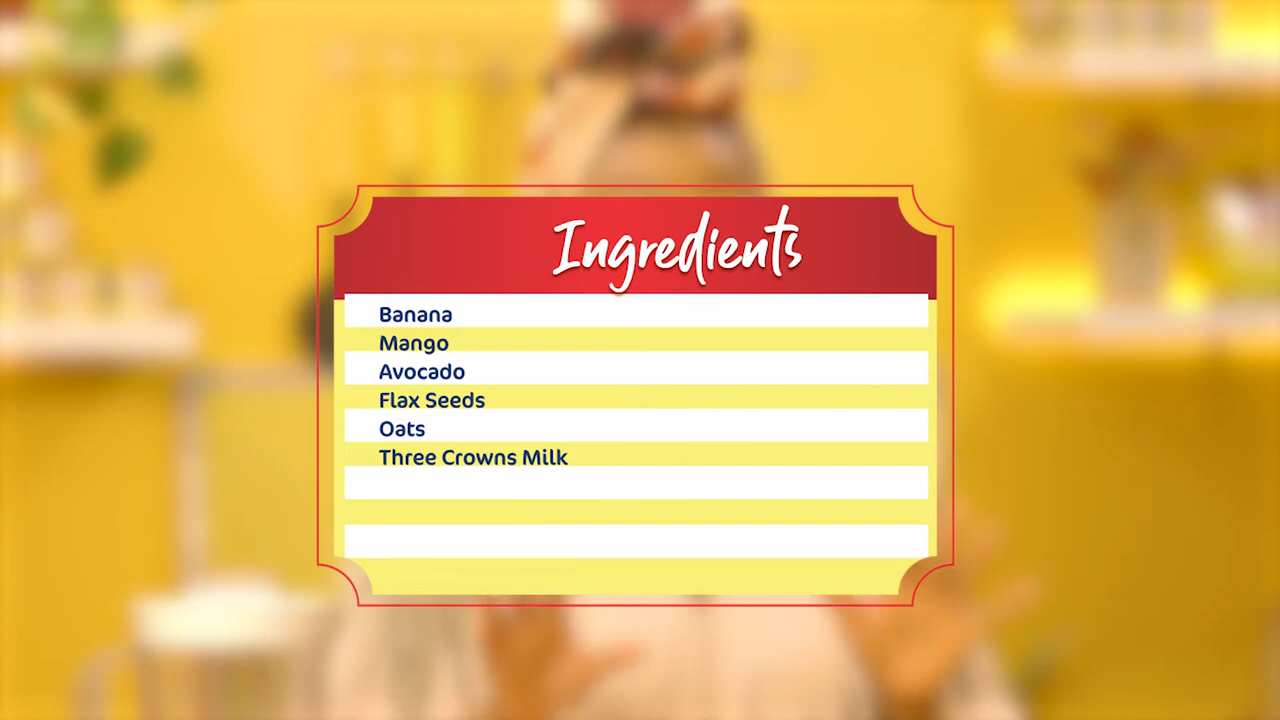 Ingredients
Banana
Mango
Avocado
Flax Seeds
Oats
Three Crowns Milk